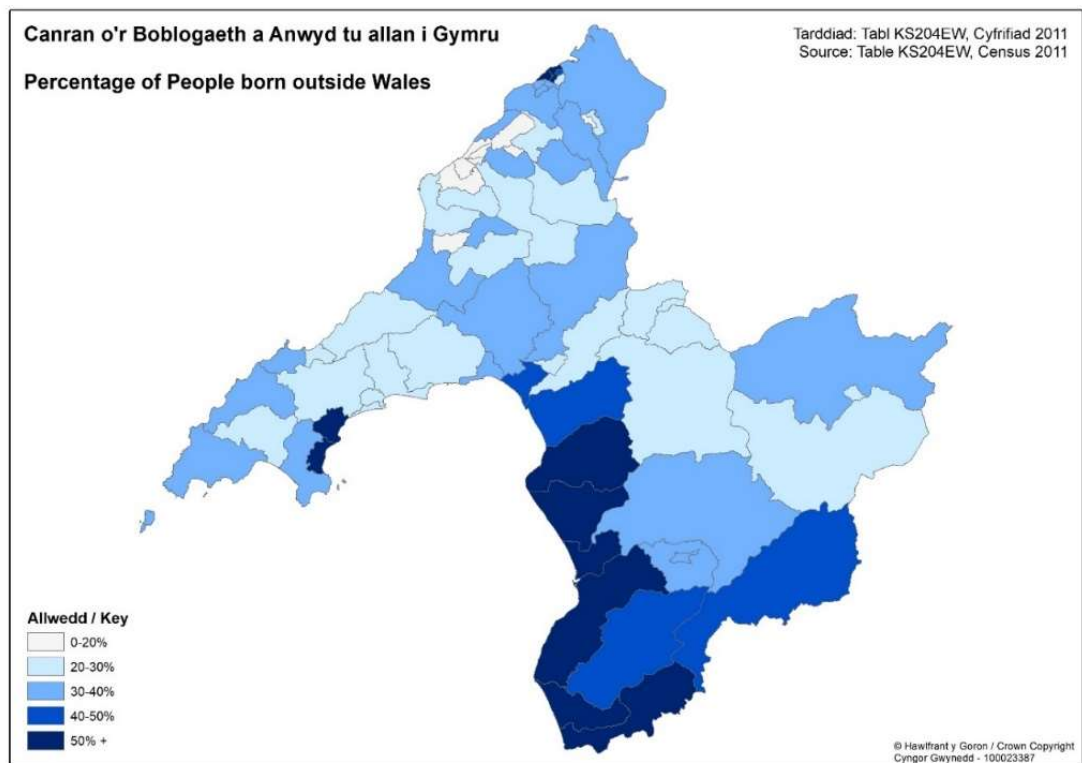 Canran o'r Boblogaeth a Anwyd tu allan i Gymru
Percentage of People born outside Wales
Tarddiad: Tabl KS204EW, Cyfrifiad 2011
Source: Table KS204EW, Census 2011
Allwedd / Key
0-20%
20-30%
30-40%
40-50%
50% +
© Hawlfraint y Goron / Crown Copyright
Cyngor Gwynedd - 100023387